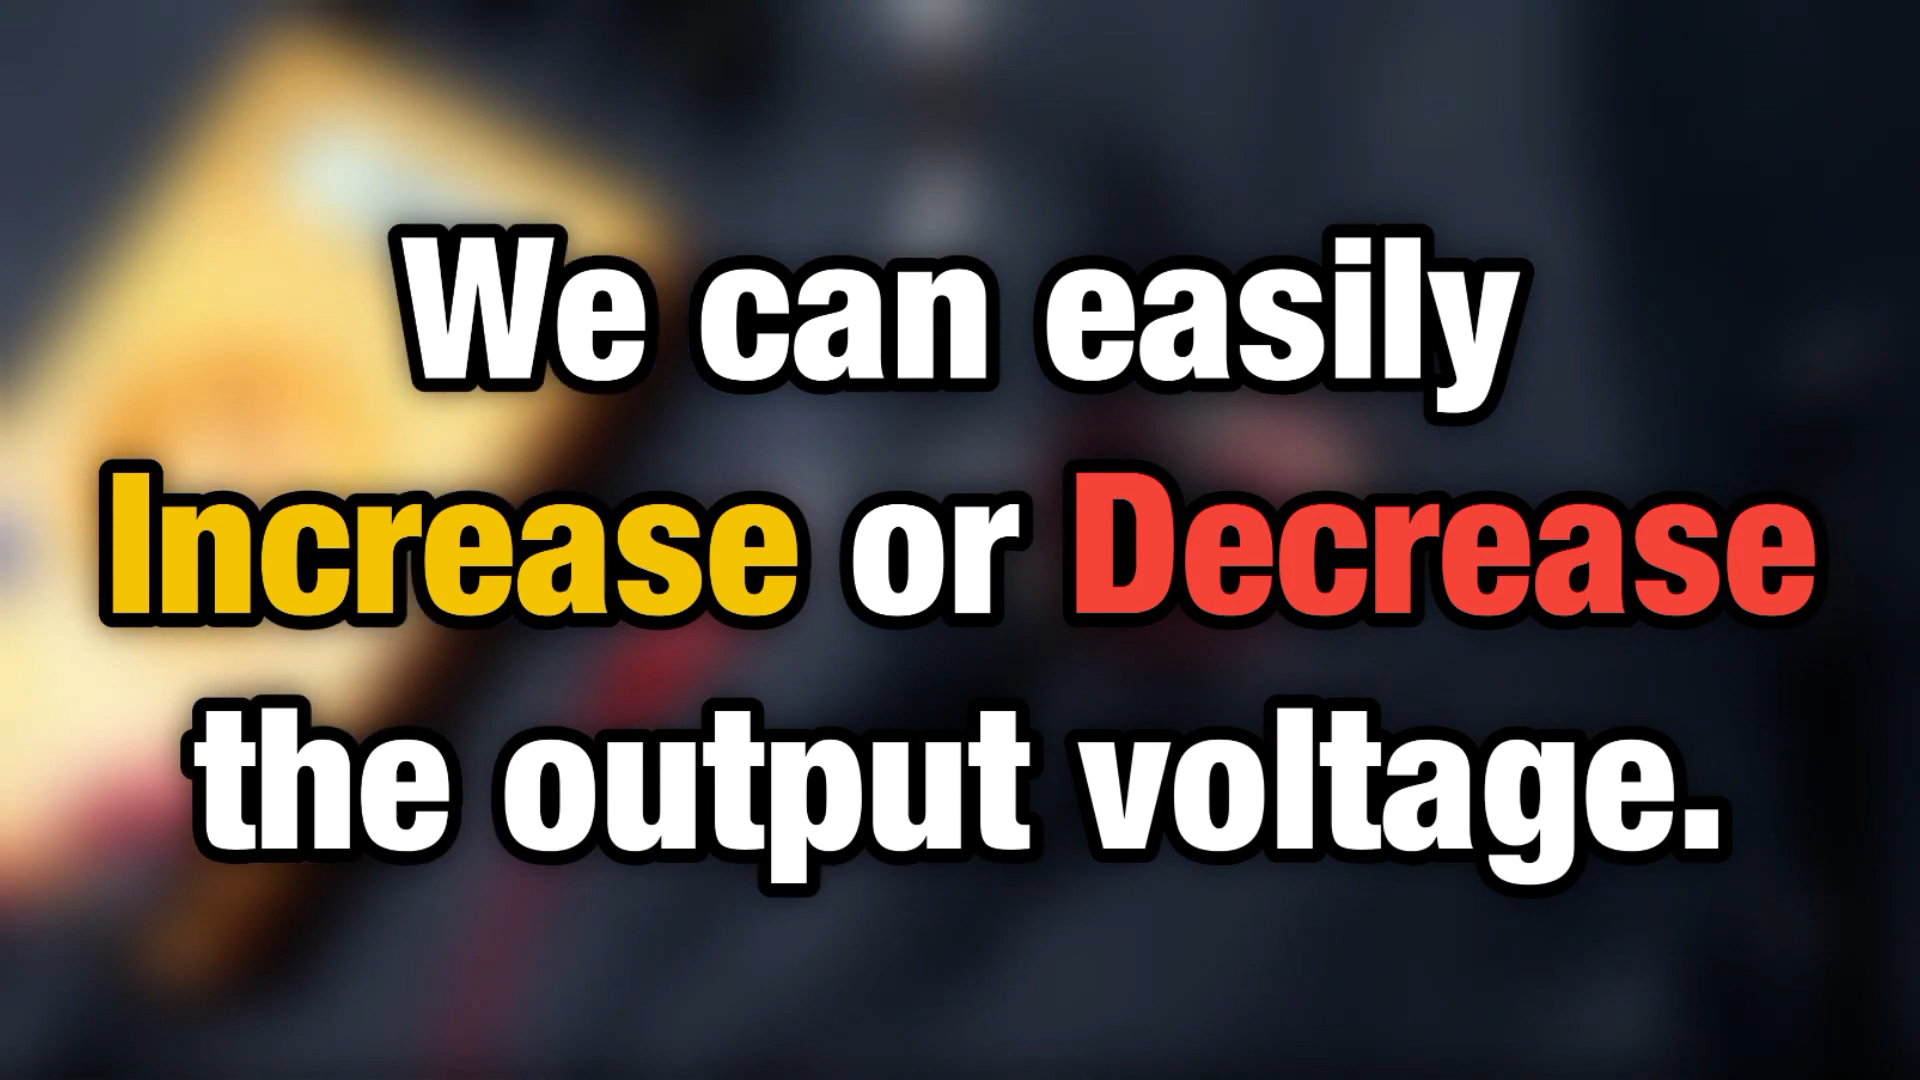 We can easily
Increase or Decrease
the output voltage.